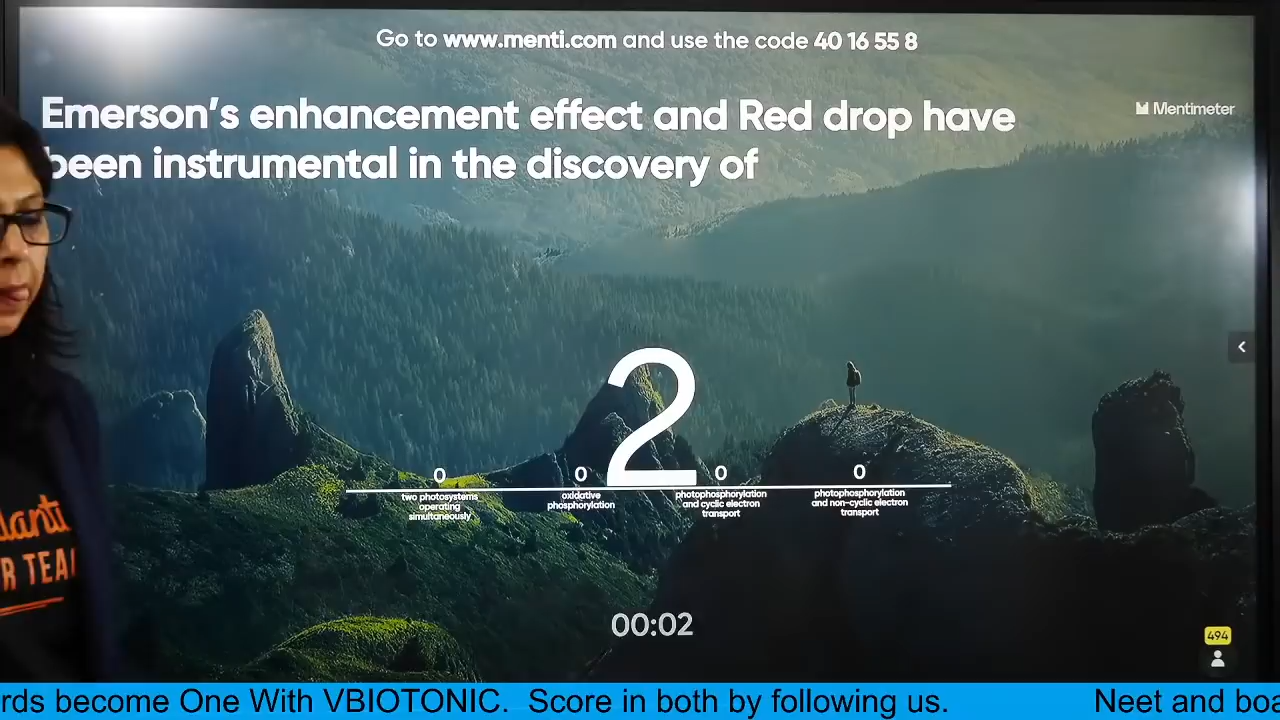 Go to www.menti.com and use the code 40 16 55 8
Emerson's enhancement effect and Red drop have
been instrumental in the discovery of
Mentimeter
2
0
0
0
0
two photosystems
operating
simultaneously
oxidative
phosphorylation
photophosphorylation
and cyclic electron
transport
photophosphorylation
and non-cyclic electron
transport
00:02
494
rds become One With VBIOTONIC. Score in both by following us. Neet and boa